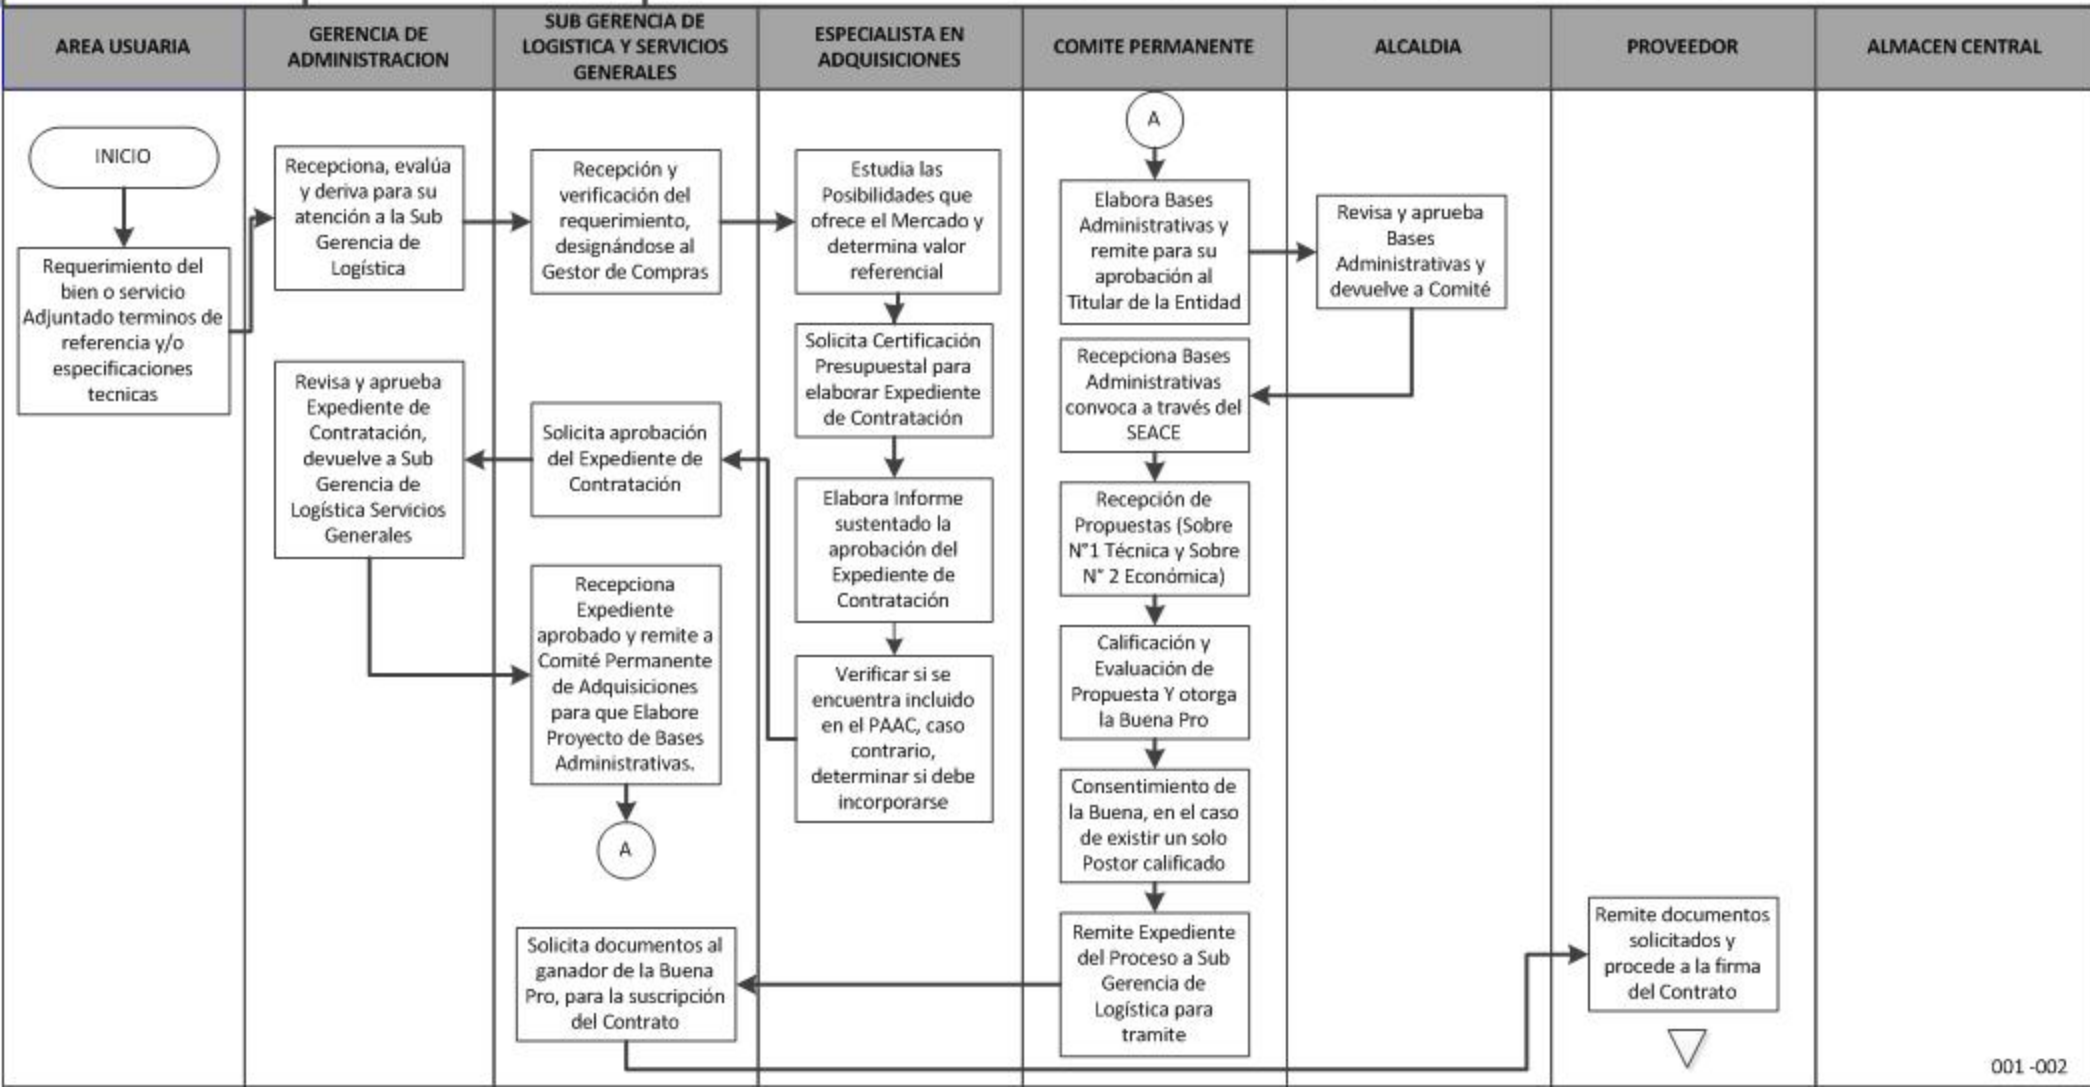 AREA USUARIA
GERENCIA DE
ADMINISTRACION
SUB GERENCIA DE
LOGISTICA Y SERVICIOS
GENERALES
ESPECIALISTA EN
ADQUISICIONES
COMITE PERMANENTE
ALCALDIA
PROVEEDOR
ALMACEN CENTRAL
INICIO
Requerimiento del
bien o servicio
Adjuntado terminos de
referencia y/o
especificaciones
tecnicas
Recepciona, evalúa
y deriva para su
atención a la Sub
Gerencia de
Logística
Recepción y
verificación del
requerimiento,
designándose al
Gestor de Compras
Estudia las
Posibilidades que
ofrece el Mercado y
determina valor
referencial
Solicita Certificación
Presupuestal para
elaborar Expediente
de Contratación
Elabora Informe
sustentado la
aprobación del
Expediente de
Contratación
Verificar si se
encuentra incluido
en el PAAC, caso
contrario,
determinar si debe
incorporarse
Solicita aprobación
del Expediente de
Contratación
Revisa y aprueba
Expediente de
Contratación,
devuelve a Sub
Gerencia de
Logística Servicios
Generales
Recepciona
Expediente
aprobado y remite a
Comité Permanente
de Adquisiciones
para que Elabore
Proyecto de Bases
Administrativas.
A
A
Elabora Bases
Administrativas y
remite para su
aprobación al
Titular de la Entidad
Revisa y aprueba
Bases
Administrativas y
devuelve a Comité
Recepciona Bases
Administrativas
convoca a través del
SEACE
Recepción de
Propuestas (Sobre
N°1 Técnica y Sobre
N° 2 Económica)
Calificación y
Evaluación de
Propuesta Y otorga
la Buena Pro
Consentimiento de
la Buena, en el caso
de existir un solo
Postor calificado
Remite Expediente
del Proceso a Sub
Gerencia de
Logística para
tramite
Solicita documentos al
ganador de la Buena
Pro, para la suscripción
del Contrato
Remite documentos
solicitados y
procede a la firma
del Contrato
001 -002